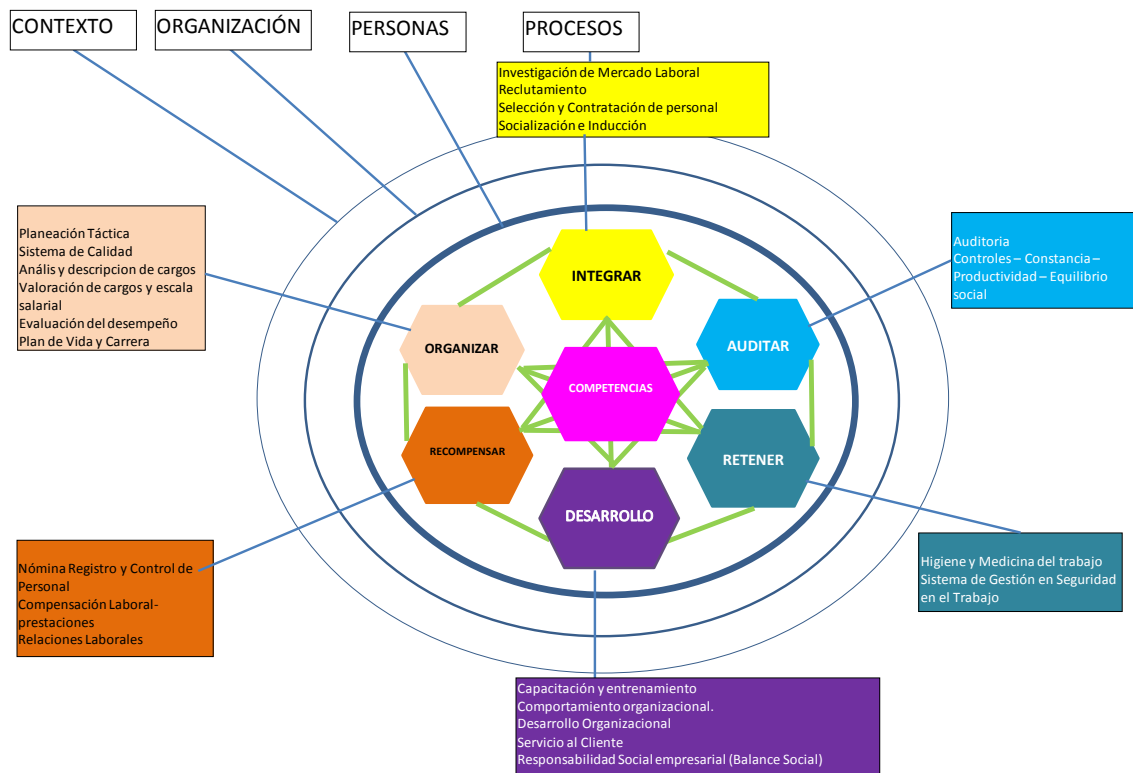 CONTEXTO
ORGANIZACIÓN
PERSONAS
PROCESOS
Investigación de Mercado Laboral
Reclutamiento
Selección y Contratación de personal
Socialización e Inducción
Planeación Táctica
Sistema de Calidad
Anális y descripcion de cargos
Valoración de cargos y escala
salarial
Evaluación del desempeño
Plan de Vida y Carrera
Auditoria
Controles – Constancia –
Productividad – Equilibrio
social
INTEGRAR
ORGANIZAR
AUDITAR
COMPETENCIAS
RECOMPENSAR
RETENER
DESARROLLO
Nómina Registro y Control de
Personal
Compensación Laboral-
prestaciones
Relaciones Laborales
Higiene y Medicina del trabajo
Sistema de Gestión en Seguridad
en el Trabajo
Capacitación y entrenamiento
Comportamiento organizacional.
Desarrollo Organizacional
Servicio al Cliente
Responsabilidad Social empresarial (Balance Social)